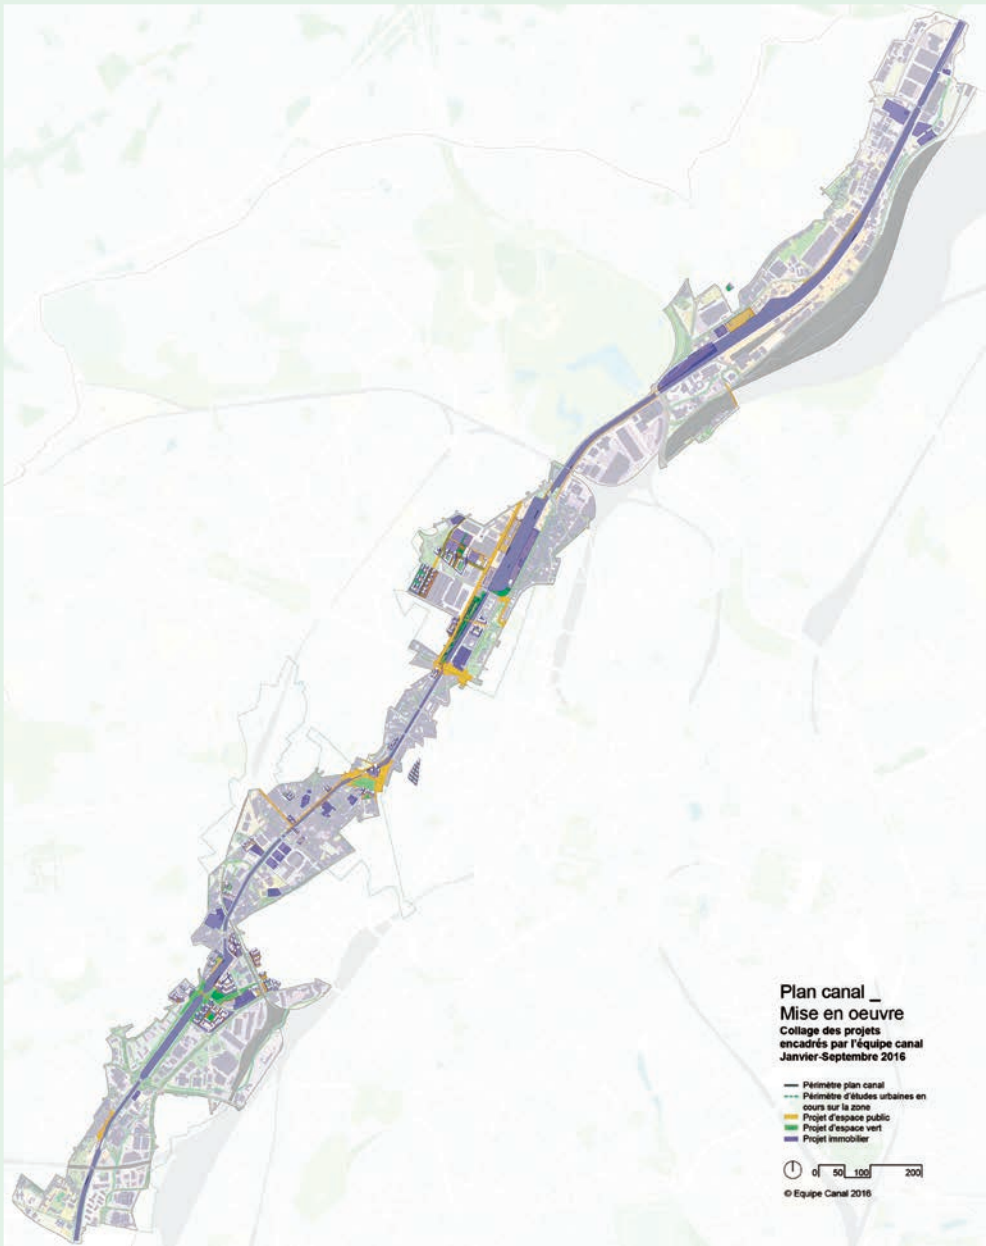 Plan canal _
Mise en oeuvre
Collage des projets
encadrés par l'équipe canal
Janvier-Septembre 2016
Périmètre plan canal
Périmètre d'études urbaines en
cours sur la zone
Projet d'espace public
Projet d'espace vert
Projet immobilier
0 50 100 200
© Equipe Canal 2016